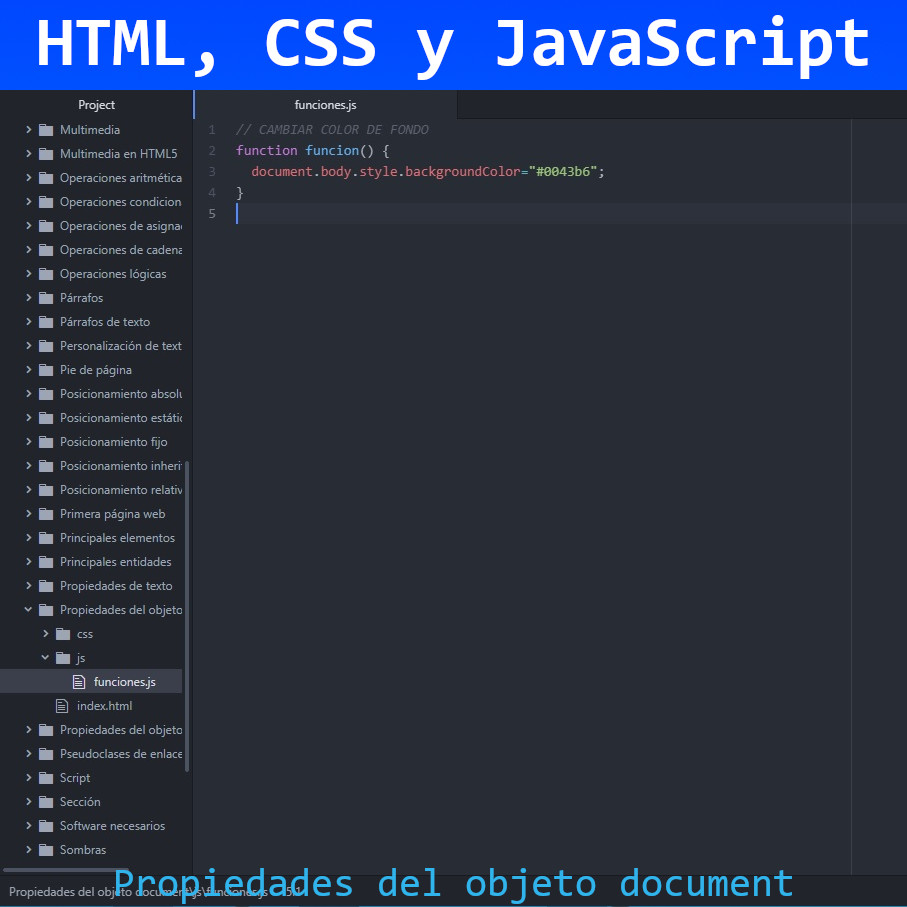 HTML, CSS y JavaScript
Project
funciones.js
Multimedia
Multimedia en HTML5
Operaciones aritmética
Operaciones condicion
Operaciones de asigna
Operaciones de cadena
Operaciones lógicas
Párrafos
Párrafos de texto
Personalización de text
Pie de página
Posicionamiento absolu
Posicionamiento estátic
Posicionamiento fijo
Posicionamiento inheri
Posicionamiento relativ
Primera página web
Principales elementos
Principales entidades
Propiedades de texto
Propiedades del objeto
css
js
funciones.js
index.html
Propiedades del objeto
Pseudoclases de enlace
Script
Sección
Software necesarios
Sombras
1 // CAMBIAR COLOR DE FONDO
2 function funcion() {
3 document.body.style.backgroundColor="#0043b6";
4 }
5
Propiedades del objeto document\js\funciones.js 5:1
Propiedades del objeto document